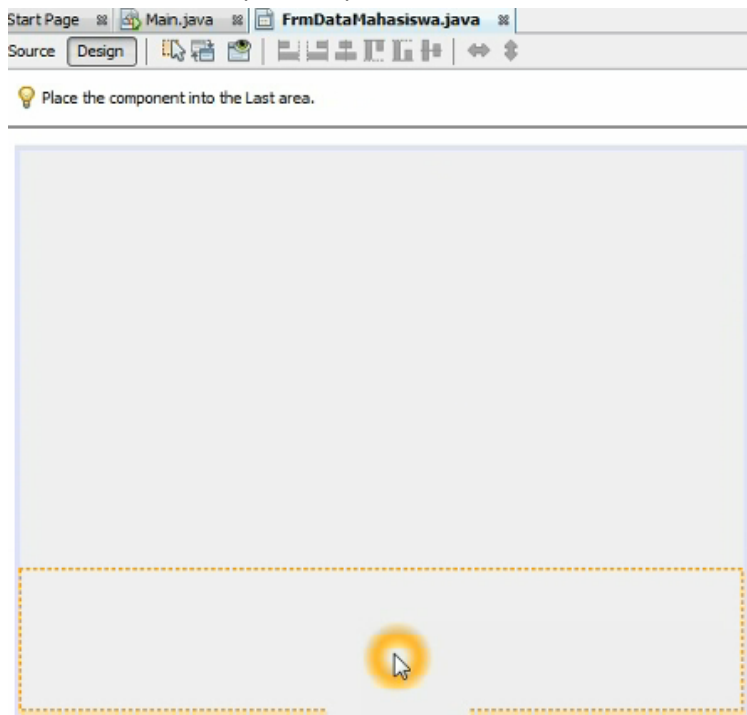 Start Page Main.java FrmDataMahasiswa.java
Source Design
Place the component into the Last area.